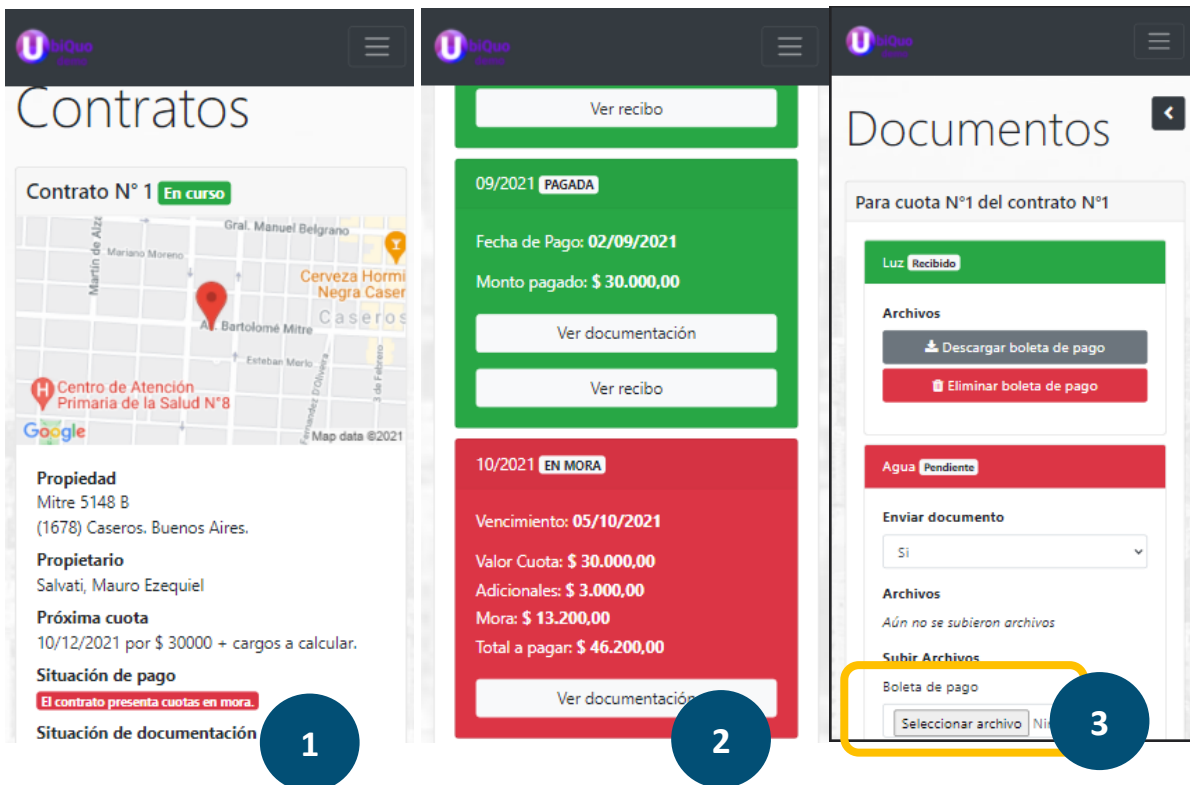 UbiQuo
Contratos
Contrato N° 1 En curso
Gral. Manuel Belgrano
Martín de Alza
Mariano Moreno
Cerveza Hormi
Negra Caser
Caseros
Av. Bartolomé Mitre
Esteban Merlo
Fernandez D'Oliveira
3 de Febrero
Centro de Atención
Primaria de la Salud N°8
Google
Map data ©2021
Propiedad
Mitre 5148 B
(1678) Caseros. Buenos Aires.
Propietario
Salvati, Mauro Ezequiel
Próxima cuota
10/12/2021 por $ 30000 + cargos a calcular.
Situación de pago
El contrato presenta cuotas en mora.
Situación de documentación
1
UbiQuo
Ver recibo
09/2021 PAGADA
Fecha de Pago: 02/09/2021
Monto pagado: $ 30.000,00
Ver documentación
Ver recibo
10/2021 EN MORA
Vencimiento: 05/10/2021
Valor Cuota: $ 30.000,00
Adicionales: $ 3.000,00
Mora: $ 13.200,00
Total a pagar: $ 46.200,00
Ver documentación
2
UbiQuo
Documentos
Para cuota N°1 del contrato N°1
Luz Recibido
Archivos
Descargar boleta de pago
Eliminar boleta de pago
Agua Pendiente
Enviar documento
Si
Archivos
Aún no se subieron archivos
Subir Archivos
Boleta de pago
Seleccionar archivo
3